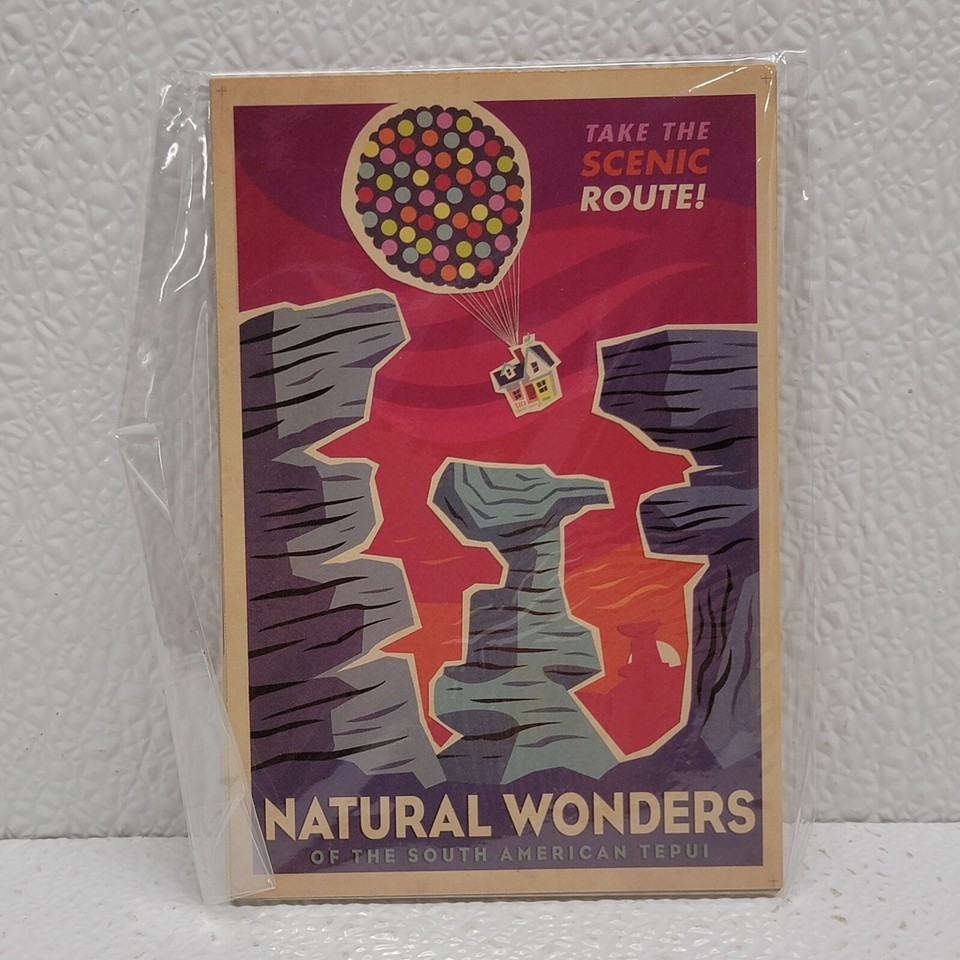 TAKE THE
SCENIC
ROUTE!
NATURAL WONDERS
OF THE SOUTH AMERICAN TEPUI